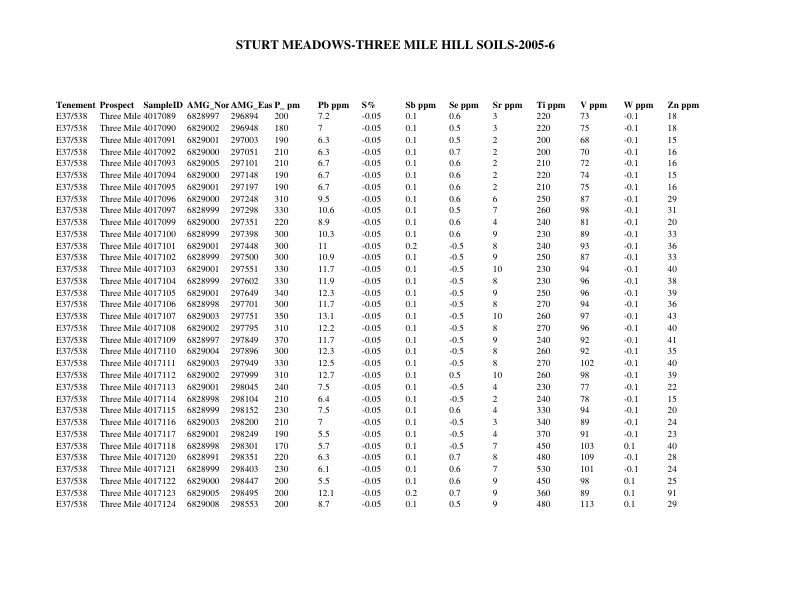 STURT MEADOWS-THREE MILE HILL SOILS-2005-6
Tenement Prospect SampleID AMG_Nor AMG_Eas P_ pm Pb ppm S% Sb ppm Se ppm Sr ppm Ti ppm V ppm W ppm Zn ppm
E37/538 Three Mile 4017089 6828997 296894 200 7.2 -0.05 0.1 0.6 3 220 73 -0.1 18
E37/538 Three Mile 4017090 6829002 296948 180 7 -0.05 0.1 0.5 3 220 75 -0.1 18
E37/538 Three Mile 4017091 6829001 297003 190 6.3 -0.05 0.1 0.5 2 200 68 -0.1 15
E37/538 Three Mile 4017092 6829000 297051 210 6.3 -0.05 0.1 0.7 2 200 70 -0.1 16
E37/538 Three Mile 4017093 6829005 297101 210 6.7 -0.05 0.1 0.6 2 210 72 -0.1 16
E37/538 Three Mile 4017094 6829000 297148 190 6.7 -0.05 0.1 0.6 2 220 74 -0.1 15
E37/538 Three Mile 4017095 6829001 297197 190 6.7 -0.05 0.1 0.6 2 210 75 -0.1 16
E37/538 Three Mile 4017096 6829000 297248 310 9.5 -0.05 0.1 0.6 6 250 87 -0.1 29
E37/538 Three Mile 4017097 6828999 297298 330 10.6 -0.05 0.1 0.5 7 260 98 -0.1 31
E37/538 Three Mile 4017099 6829000 297351 220 8.9 -0.05 0.1 0.6 4 240 81 -0.1 20
E37/538 Three Mile 4017100 6829999 297398 300 10.3 -0.05 0.1 0.6 9 230 89 -0.1 33
E37/538 Three Mile 4017101 6829001 297448 300 11 -0.05 0.2 -0.5 8 240 93 -0.1 36
E37/538 Three Mile 4017102 6828999 297500 300 10.9 -0.05 0.1 -0.5 9 250 87 -0.1 33
E37/538 Three Mile 4017103 6829001 297551 330 11.7 -0.05 0.1 -0.5 10 230 94 -0.1 40
E37/538 Three Mile 4017104 6828999 297602 330 11.9 -0.05 0.1 -0.5 8 230 96 -0.1 38
E37/538 Three Mile 4017105 6829001 297649 340 12.3 -0.05 0.1 -0.5 9 250 96 -0.1 39
E37/538 Three Mile 4017106 6828998 297701 300 11.7 -0.05 0.1 -0.5 8 270 94 -0.1 36
E37/538 Three Mile 4017107 6829003 297751 350 13.1 -0.05 0.1 -0.5 10 260 97 -0.1 43
E37/538 Three Mile 4017108 6829002 297795 310 12.2 -0.05 0.1 -0.5 8 270 96 -0.1 40
E37/538 Three Mile 4017109 6828997 297849 370 11.7 -0.05 0.1 -0.5 9 240 92 -0.1 41
E37/538 Three Mile 4017110 6829004 297896 300 12.3 -0.05 0.1 -0.5 8 260 92 -0.1 35
E37/538 Three Mile 4017111 6829003 297949 330 12.5 -0.05 0.1 -0.5 8 270 102 -0.1 40
E37/538 Three Mile 4017112 6829002 297999 310 12.7 -0.05 0.1 0.5 10 260 98 -0.1 39
E37/538 Three Mile 4017113 6829001 298045 240 7.5 -0.05 0.1 -0.5 4 230 77 -0.1 22
E37/538 Three Mile 4017114 6828998 298104 210 6.4 -0.05 0.1 -0.5 2 240 78 -0.1 15
E37/538 Three Mile 4017115 6828999 298152 230 7.5 -0.05 0.1 0.6 4 330 94 -0.1 20
E37/538 Three Mile 4017116 6829003 298200 210 7 -0.05 0.1 -0.5 3 340 89 -0.1 24
E37/538 Three Mile 4017117 6829001 298249 190 5.5 -0.05 0.1 -0.5 4 370 91 -0.1 23
E37/538 Three Mile 4017118 6828998 298301 170 5.7 -0.05 0.1 -0.5 7 450 103 0.1 40
E37/538 Three Mile 4017120 6828991 298351 220 6.3 -0.05 0.1 0.7 8 480 109 -0.1 28
E37/538 Three Mile 4017121 6828999 298403 230 6.1 -0.05 0.1 0.6 7 530 101 -0.1 24
E37/538 Three Mile 4017122 6829000 298447 200 5.5 -0.05 0.1 0.6 9 450 98 0.1 25
E37/538 Three Mile 4017123 6829005 298495 200 12.1 -0.05 0.2 0.7 9 360 89 0.1 91
E37/538 Three Mile 4017124 6829008 298553 200 8.7 -0.05 0.1 0.5 9 480 113 0.1 29